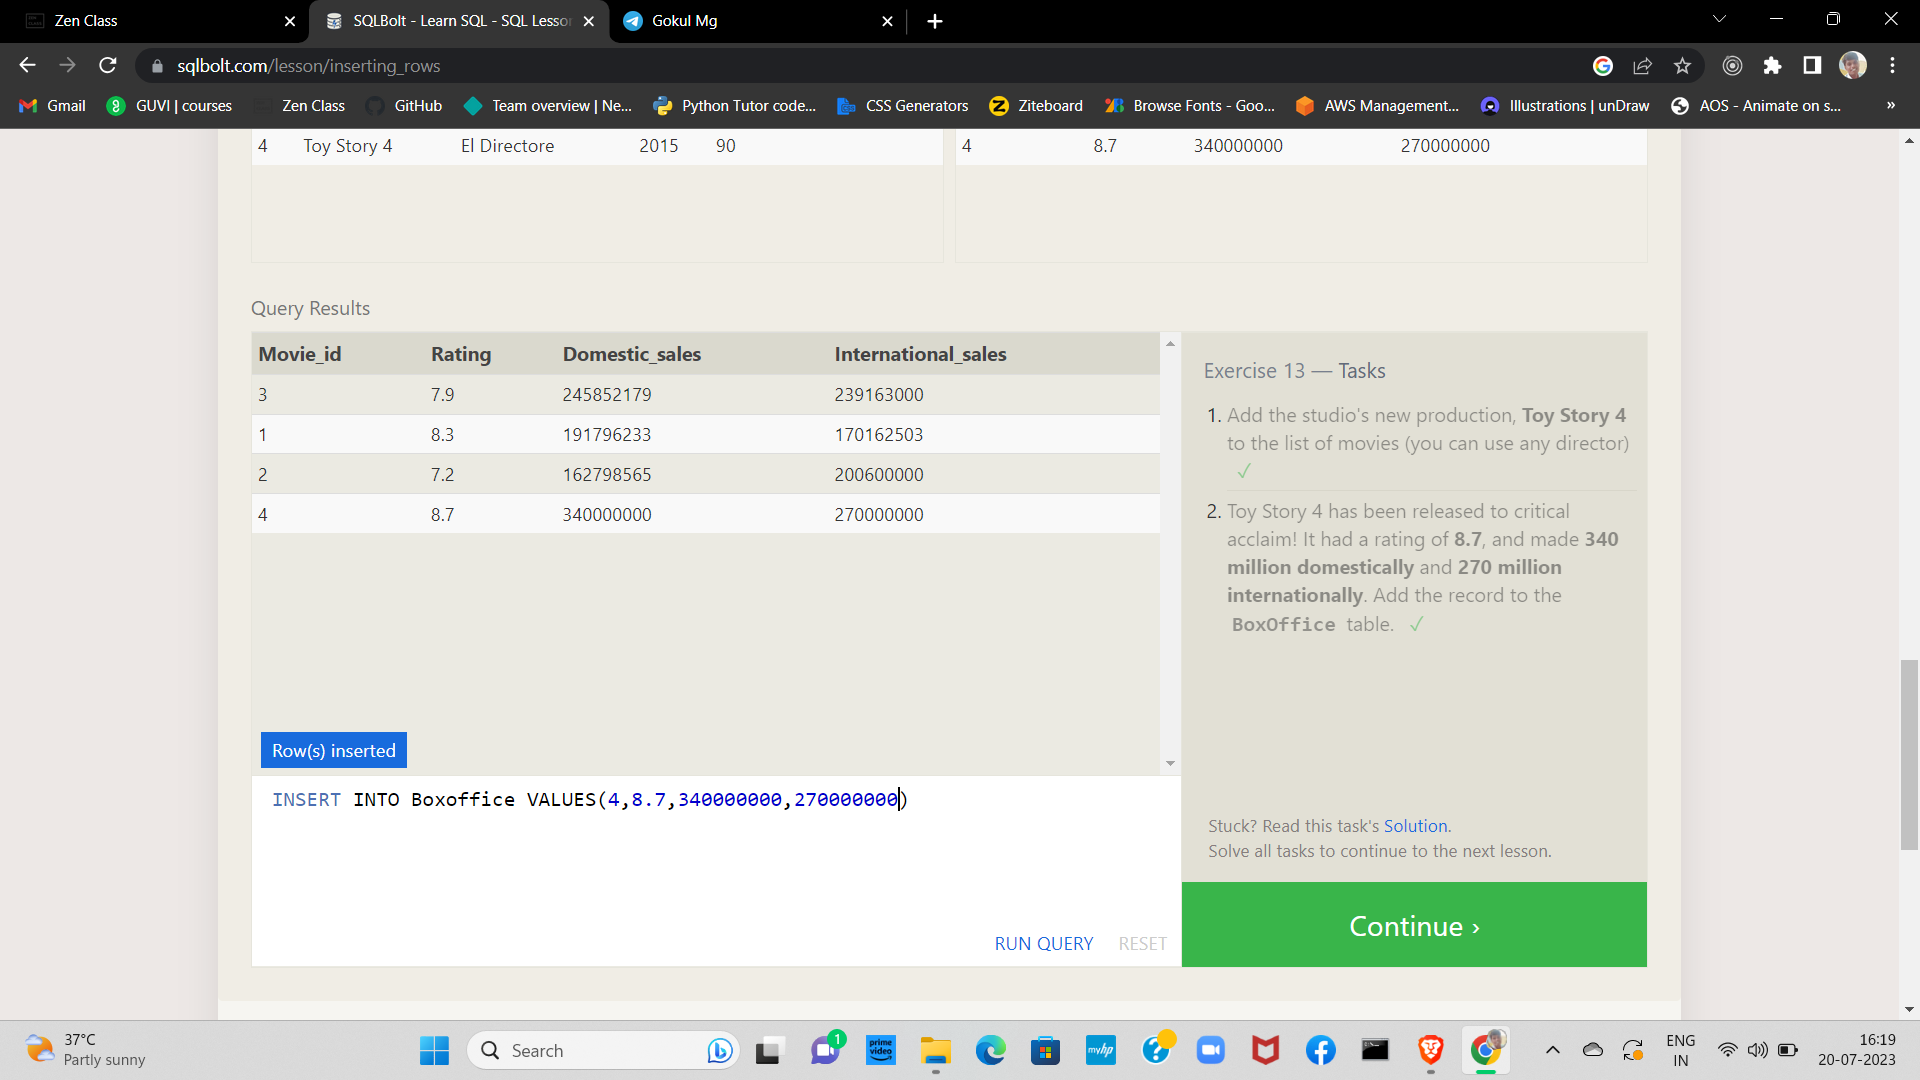 Zen Class
SQLBolt - Learn SQL - SQL Lesso
Gokul Mg
sqlbolt.com/lesson/inserting_rows
Gmail GUVI | courses Zen Class GitHub Team overview | Ne... Python Tutor code... CSS Generators Ziteboard Browse Fonts - Goo... AWS Management... Illustrations | unDraw AOS - Animate on s... »
4 Toy Story 4 El Directore 2015 90
4 8.7 340000000 270000000
Query Results
Movie_id Rating Domestic_sales International_sales
3 7.9 245852179 239163000
1 8.3 191796233 170162503
2 7.2 162798565 200600000
4 8.7 340000000 270000000
Row(s) inserted
INSERT INTO Boxoffice VALUES(4,8.7,340000000,270000000)
RUN QUERY RESET
Exercise 13 — Tasks
1. Add the studio's new production, Toy Story 4
to the list of movies (you can use any director)
✓
2. Toy Story 4 has been released to critical
acclaim! It had a rating of 8.7, and made 340
million domestically and 270 million
internationally. Add the record to the
BoxOffice table. ✓
Stuck? Read this task's Solution.
Solve all tasks to continue to the next lesson.
Continue ›
37°C
Partly sunny
Search
1
prime
video
myhp
ENG
IN
16:19
20-07-2023